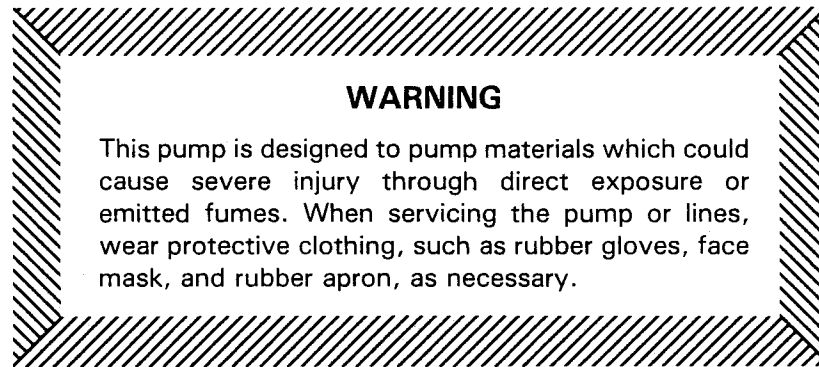 WARNING
This pump is designed to pump materials which could
cause severe injury through direct exposure or
emitted fumes. When servicing the pump or lines,
wear protective clothing, such as rubber gloves, face
mask, and rubber apron, as necessary.